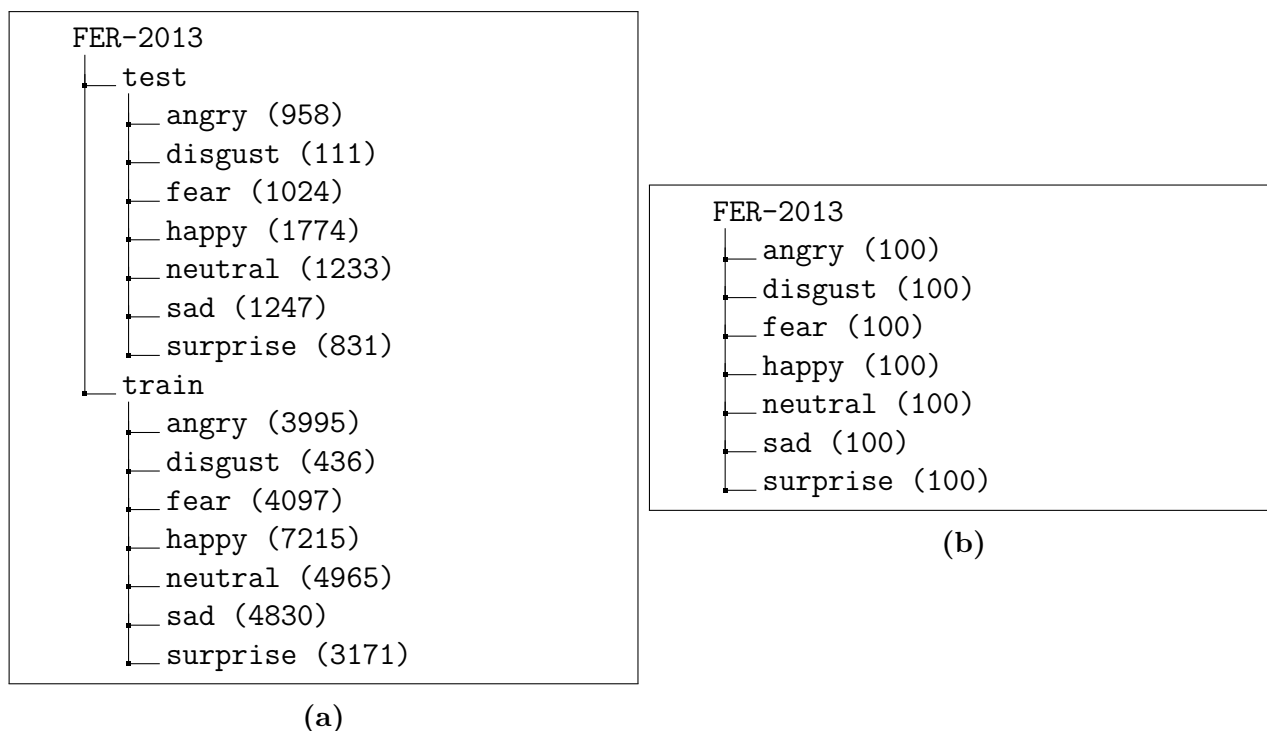 FER-2013
test
angry (958)
disgust (111)
fear (1024)
happy (1774)
neutral (1233)
sad (1247)
surprise (831)
train
angry (3995)
disgust (436)
fear (4097)
happy (7215)
neutral (4965)
sad (4830)
surprise (3171)
(a)
FER-2013
angry (100)
disgust (100)
fear (100)
happy (100)
neutral (100)
sad (100)
surprise (100)
(b)